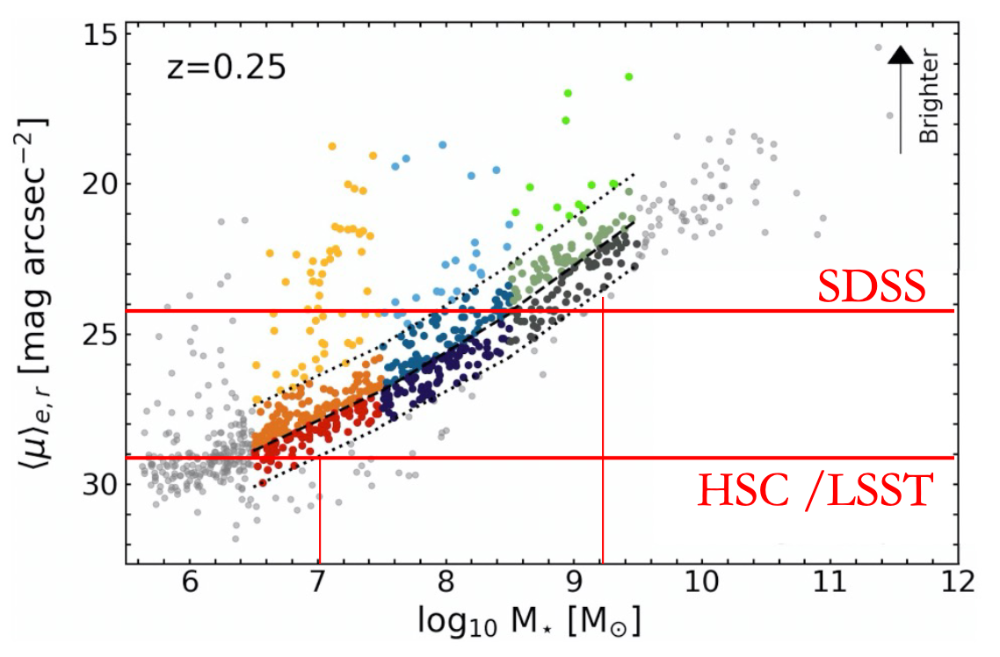 15
z=0.25
Brighter
20
⟨μ⟩e, r [mag arcsec−2]
SDSS
25
30
HSC /LSST
6 7 8 9 10 11 12
log10 M⋆ [M⊙]